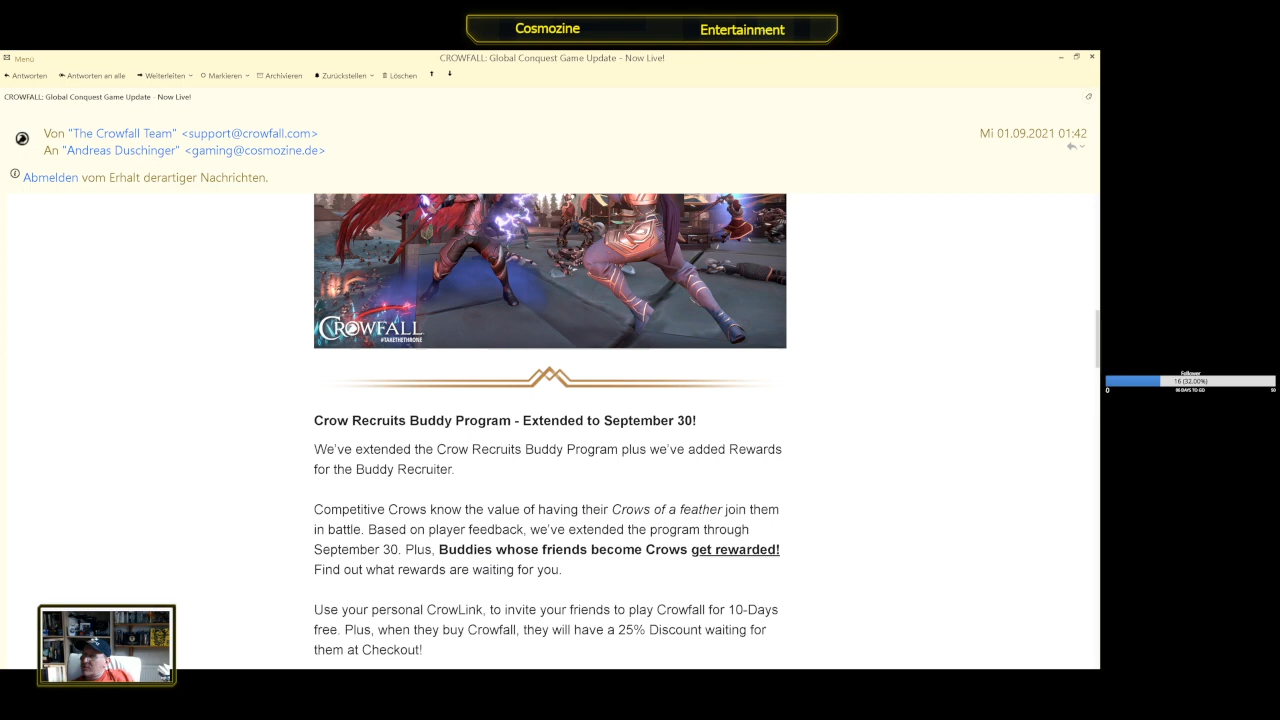 Cosmozine
Entertainment
Menü
CROWFALL: Global Conquest Game Update - Now Live!
Antworten
Antworten an alle
Weiterleiten
Markieren
Archivieren
Zurückstellen
Löschen
CROWFALL: Global Conquest Game Update - Now Live!
Von "The Crowfall Team" <support@crowfall.com>
Mi 01.09.2021 01:42
An "Andreas Duschinger" <gaming@cosmozine.de>
Abmelden vom Erhalt derartiger Nachrichten.
CROWFALL
#TAKETHETHRONE
Follower
16 (32.00%)
0
50
Crow Recruits Buddy Program - Extended to September 30!
We've extended the Crow Recruits Buddy Program plus we've added Rewards
for the Buddy Recruiter.
Competitive Crows know the value of having their Crows of a feather join them
in battle. Based on player feedback, we've extended the program through
September 30. Plus, Buddies whose friends become Crows get rewarded!
Find out what rewards are waiting for you.
Use your personal CrowLink, to invite your friends to play Crowfall for 10-Days
free. Plus, when they buy Crowfall, they will have a 25% Discount waiting for
them at Checkout!